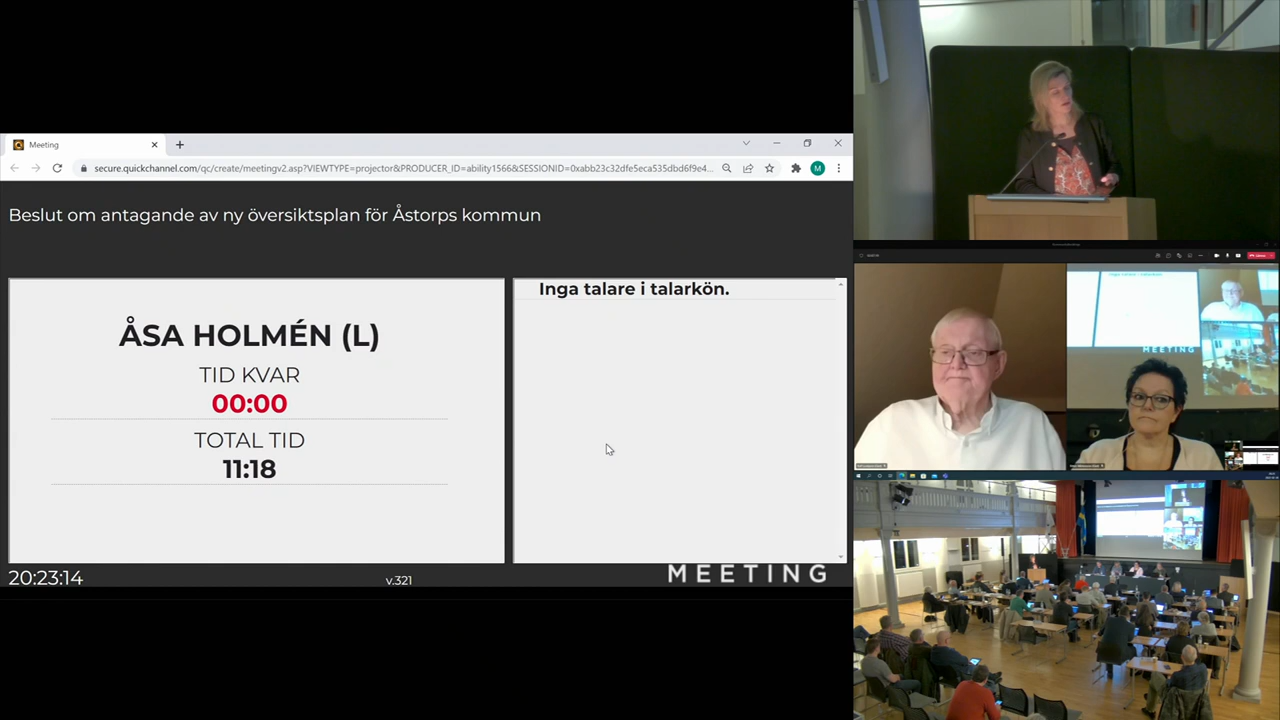 Meeting
secure.quickchannel.com/qc/create/meetingv2.asp?VIEWTYPE=projector&PRODUCER_ID=ability1566&SESSIONID=0xabb23c32dfe5eca535dbd6f9e4...
M
Beslut om antagande av ny översiktsplan för Åstorps kommun
ÅSA HOLMÉN (L)
TID KVAR
00:00
TOTAL TID
11:18
Inga talare i talarkön.
20:23:14
v.321
MEETING
MEETING